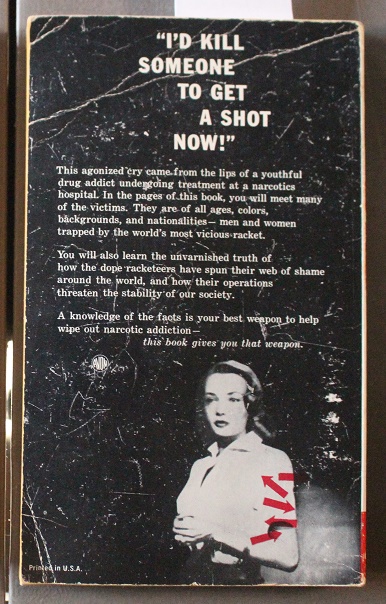 “I’D KILL
SOMEONE
TO GET
A SHOT
NOW!”
This agonized cry came from the lips of a youthful
drug addict undergoing treatment at a narcotics
hospital. In the pages of this book, you will meet many
of the victims. They are of all ages, colors,
backgrounds, and nationalities—men and women
trapped by the world’s most vicious racket.
You will also learn the unvarnished truth of
how the dope racketeers have spun their web of shame
around the world, and how their operations
threaten the stability of our society.
A knowledge of the facts is your best weapon to help
wipe out narcotic addiction—
this book gives you that weapon.
Printed in U.S.A.